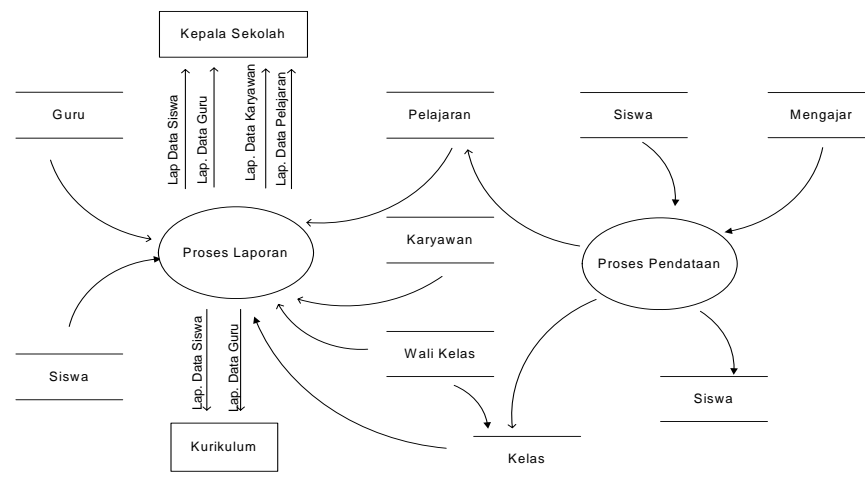 Kepala Sekolah
Lap Data Siswa
Lap. Data Guru
Lap. Data Karyawan
Lap. Data Pelajaran
Guru
Pelajaran
Siswa
Mengajar
Proses Laporan
Karyawan
Proses Pendataan
Siswa
Lap. Data Siswa
Lap. Data Guru
Wali Kelas
Siswa
Kurikulum
Kelas